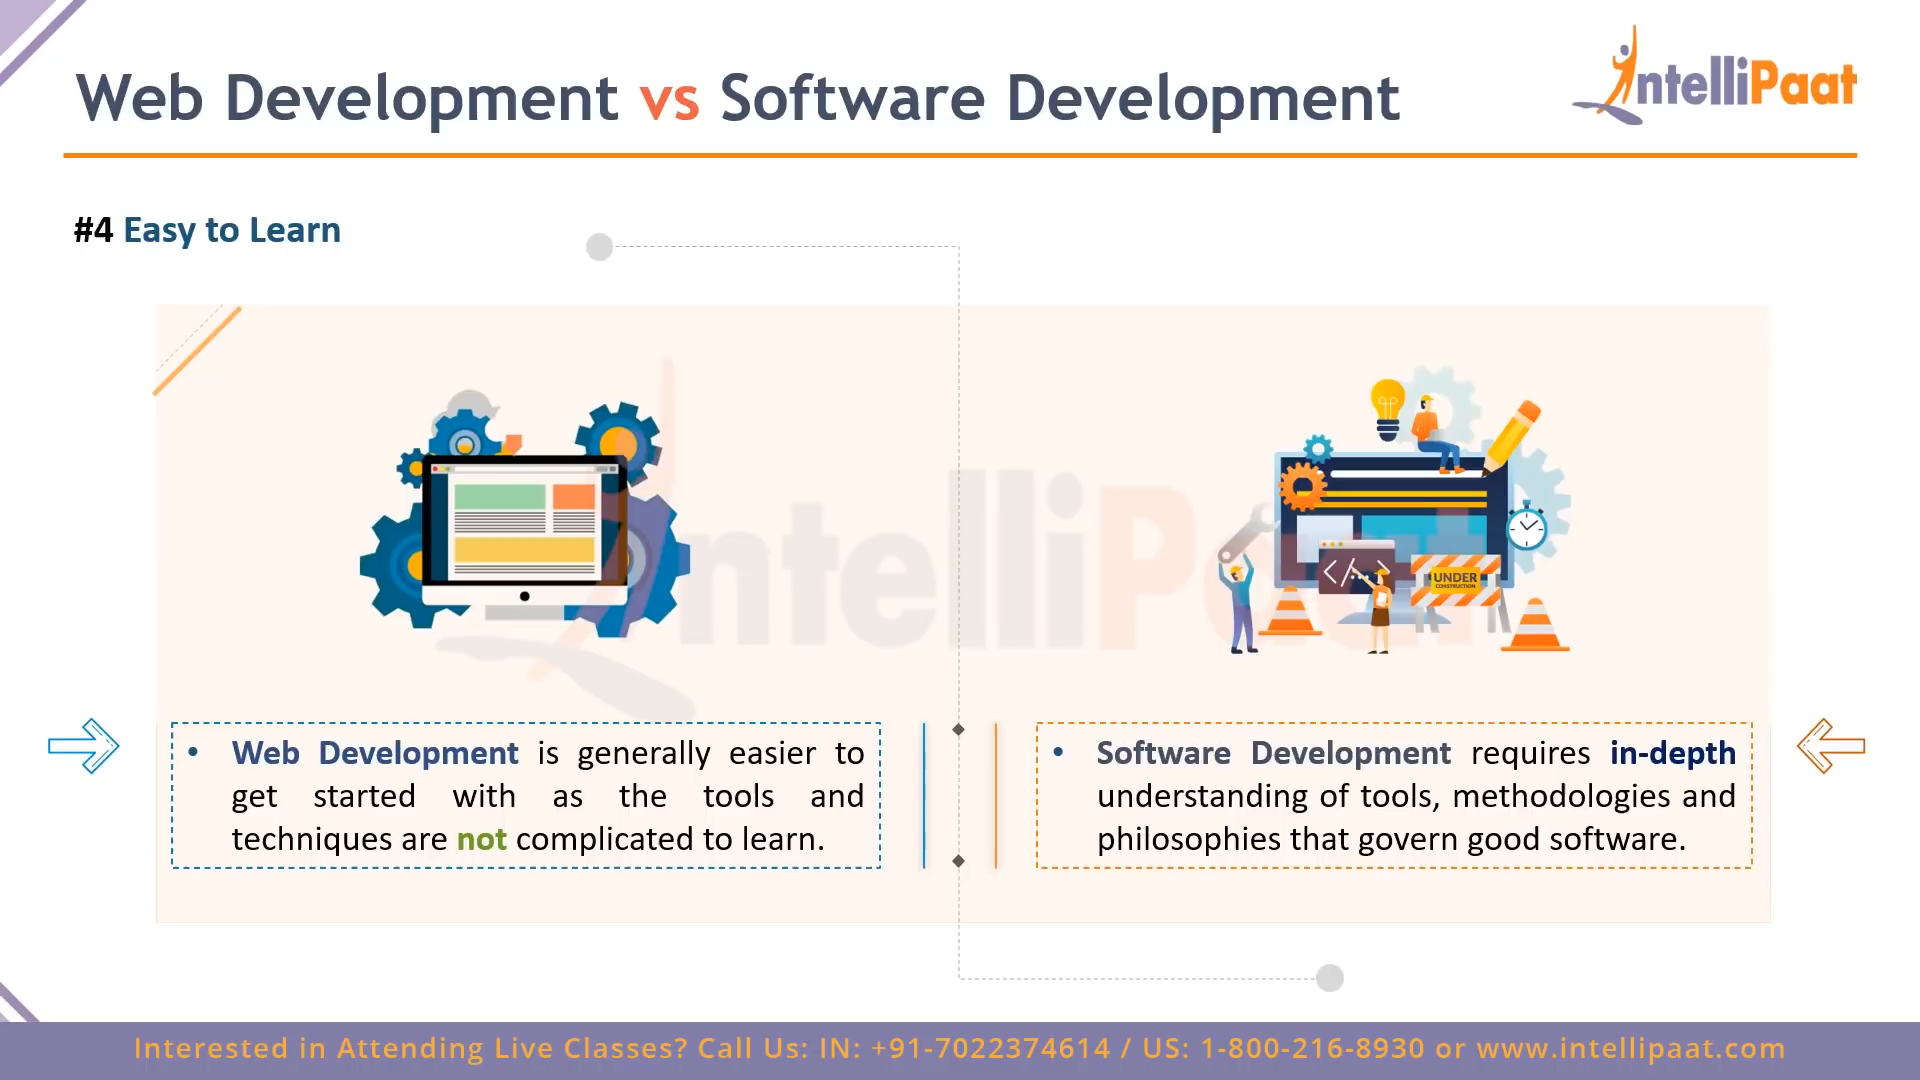 Web Development vs Software Development
IntelliPaat
#4 Easy to Learn
UNDER
CONSTRUCTION
</>
• Web Development is generally easier to
get started with as the tools and
techniques are not complicated to learn.
• Software Development requires in-depth
understanding of tools, methodologies and
philosophies that govern good software.
IntelliPaat
Interested in Attending Live Classes? Call Us: IN: +91-7022374614 / US: 1-800-216-8930 or www.intellipaat.com